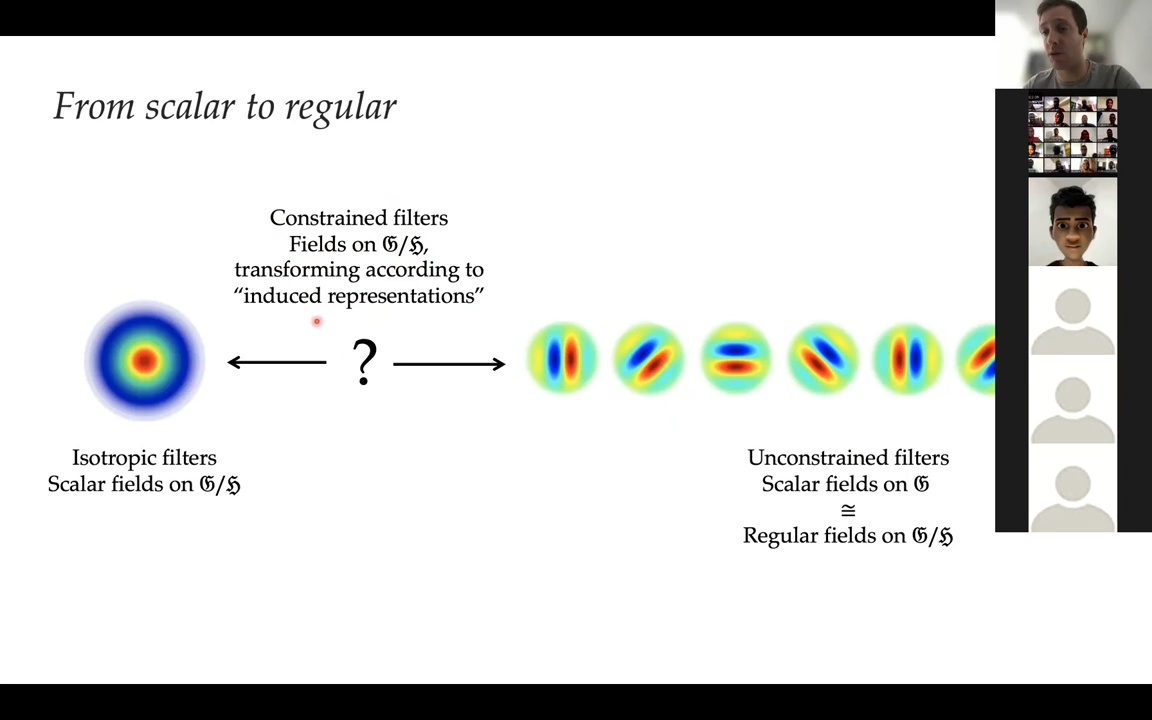 From scalar to regular
Constrained filters
Fields on 𝔊/ℌ,
transforming according to
“induced representations”
?
Isotropic filters
Scalar fields on 𝔊/ℌ
Unconstrained filters
Scalar fields on 𝔊
≅
Regular fields on 𝔊/ℌ